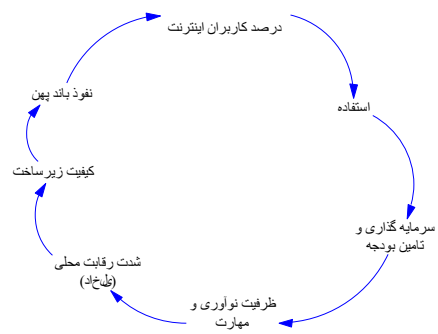 درصد کاربران اینترنت
استفاده
سرمایه گذاری و
تامین بودجه
ظرفیت نوآوری و
مهارت
شدت رقابت محلی
(داخلی)
کیفیت زیرساخت
نفوذ باند پهن